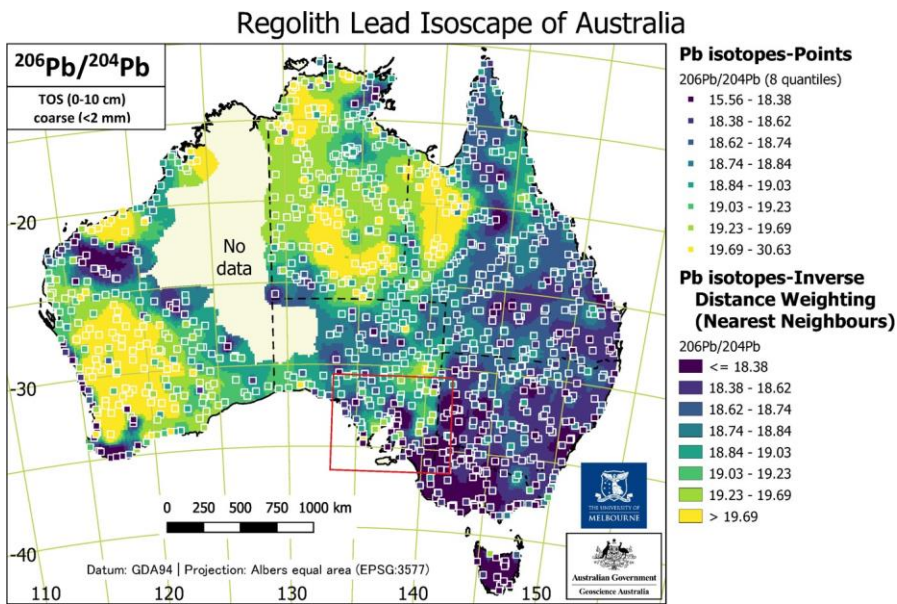 Regolith Lead Isoscape of Australia
²⁰⁶Pb/²⁰⁴Pb
TOS (0-10 cm)
coarse (<2 mm)
No
data
-20
-30
-40
110
120
130
140
150
0 250 500 750 1000 km
Datum: GDA94 | Projection: Albers equal area (EPSG:3577)
THE UNIVERSITY OF
MELBOURNE
Australian Government
Geoscience Australia
Pb isotopes-Points
206Pb/204Pb (8 quantiles)
15.56 - 18.38
18.38 - 18.62
18.62 - 18.74
18.74 - 18.84
18.84 - 19.03
19.03 - 19.23
19.23 - 19.69
19.69 - 30.63
Pb isotopes-Inverse
Distance Weighting
(Nearest Neighbours)
206Pb/204Pb
<= 18.38
18.38 - 18.62
18.62 - 18.74
18.74 - 18.84
18.84 - 19.03
19.03 - 19.23
19.23 - 19.69
> 19.69